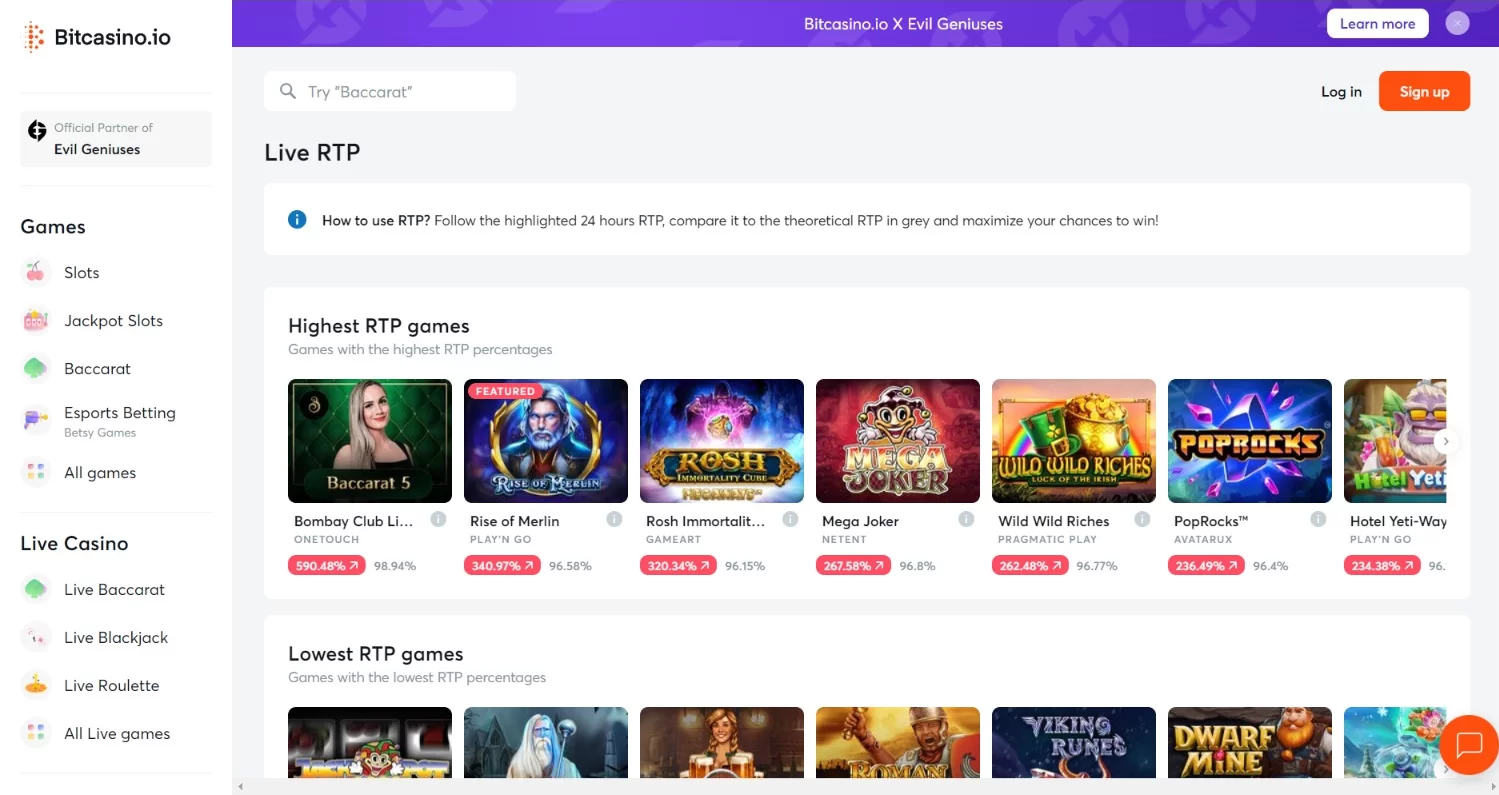 Bitcasino.io
Official Partner of
Evil Geniuses
Games
Slots
Jackpot Slots
Baccarat
Esports Betting
Betsy Games
All games
Live Casino
Live Baccarat
Live Blackjack
Live Roulette
All Live games
Bitcasino.io X Evil Geniuses
Learn more
Try "Baccarat"
Log in
Sign up
Live RTP
How to use RTP? Follow the highlighted 24 hours RTP, compare it to the theoretical RTP in grey and maximize your chances to win!
Highest RTP games
Games with the highest RTP percentages
Baccarat 5
FEATURED
RISE OF MERLIN
ROSH
IMMORTALITY CUBE
MEGA
JOKER
WILD WILD RICHES
LUCK OF THE IRISH
POPROCKS
Hotel Yeti
Bombay Club Li...
Rise of Merlin
Rosh Immortalit...
Mega Joker
Wild Wild Riches
PopRocks™
Hotel Yeti-Way
ONETOUCH
PLAY'N GO
GAMEART
NETENT
PRAGMATIC PLAY
AVATARUX
PLAY'N GO
590.48% 98.94%
340.97% 96.58%
320.34% 96.15%
267.58% 96.8%
262.48% 96.77%
236.49% 96.4%
234.38% 96.
Lowest RTP games
Games with the lowest RTP percentages
JACKPOT
ROMAN
VIKING
RUNES
DWARF
MINE